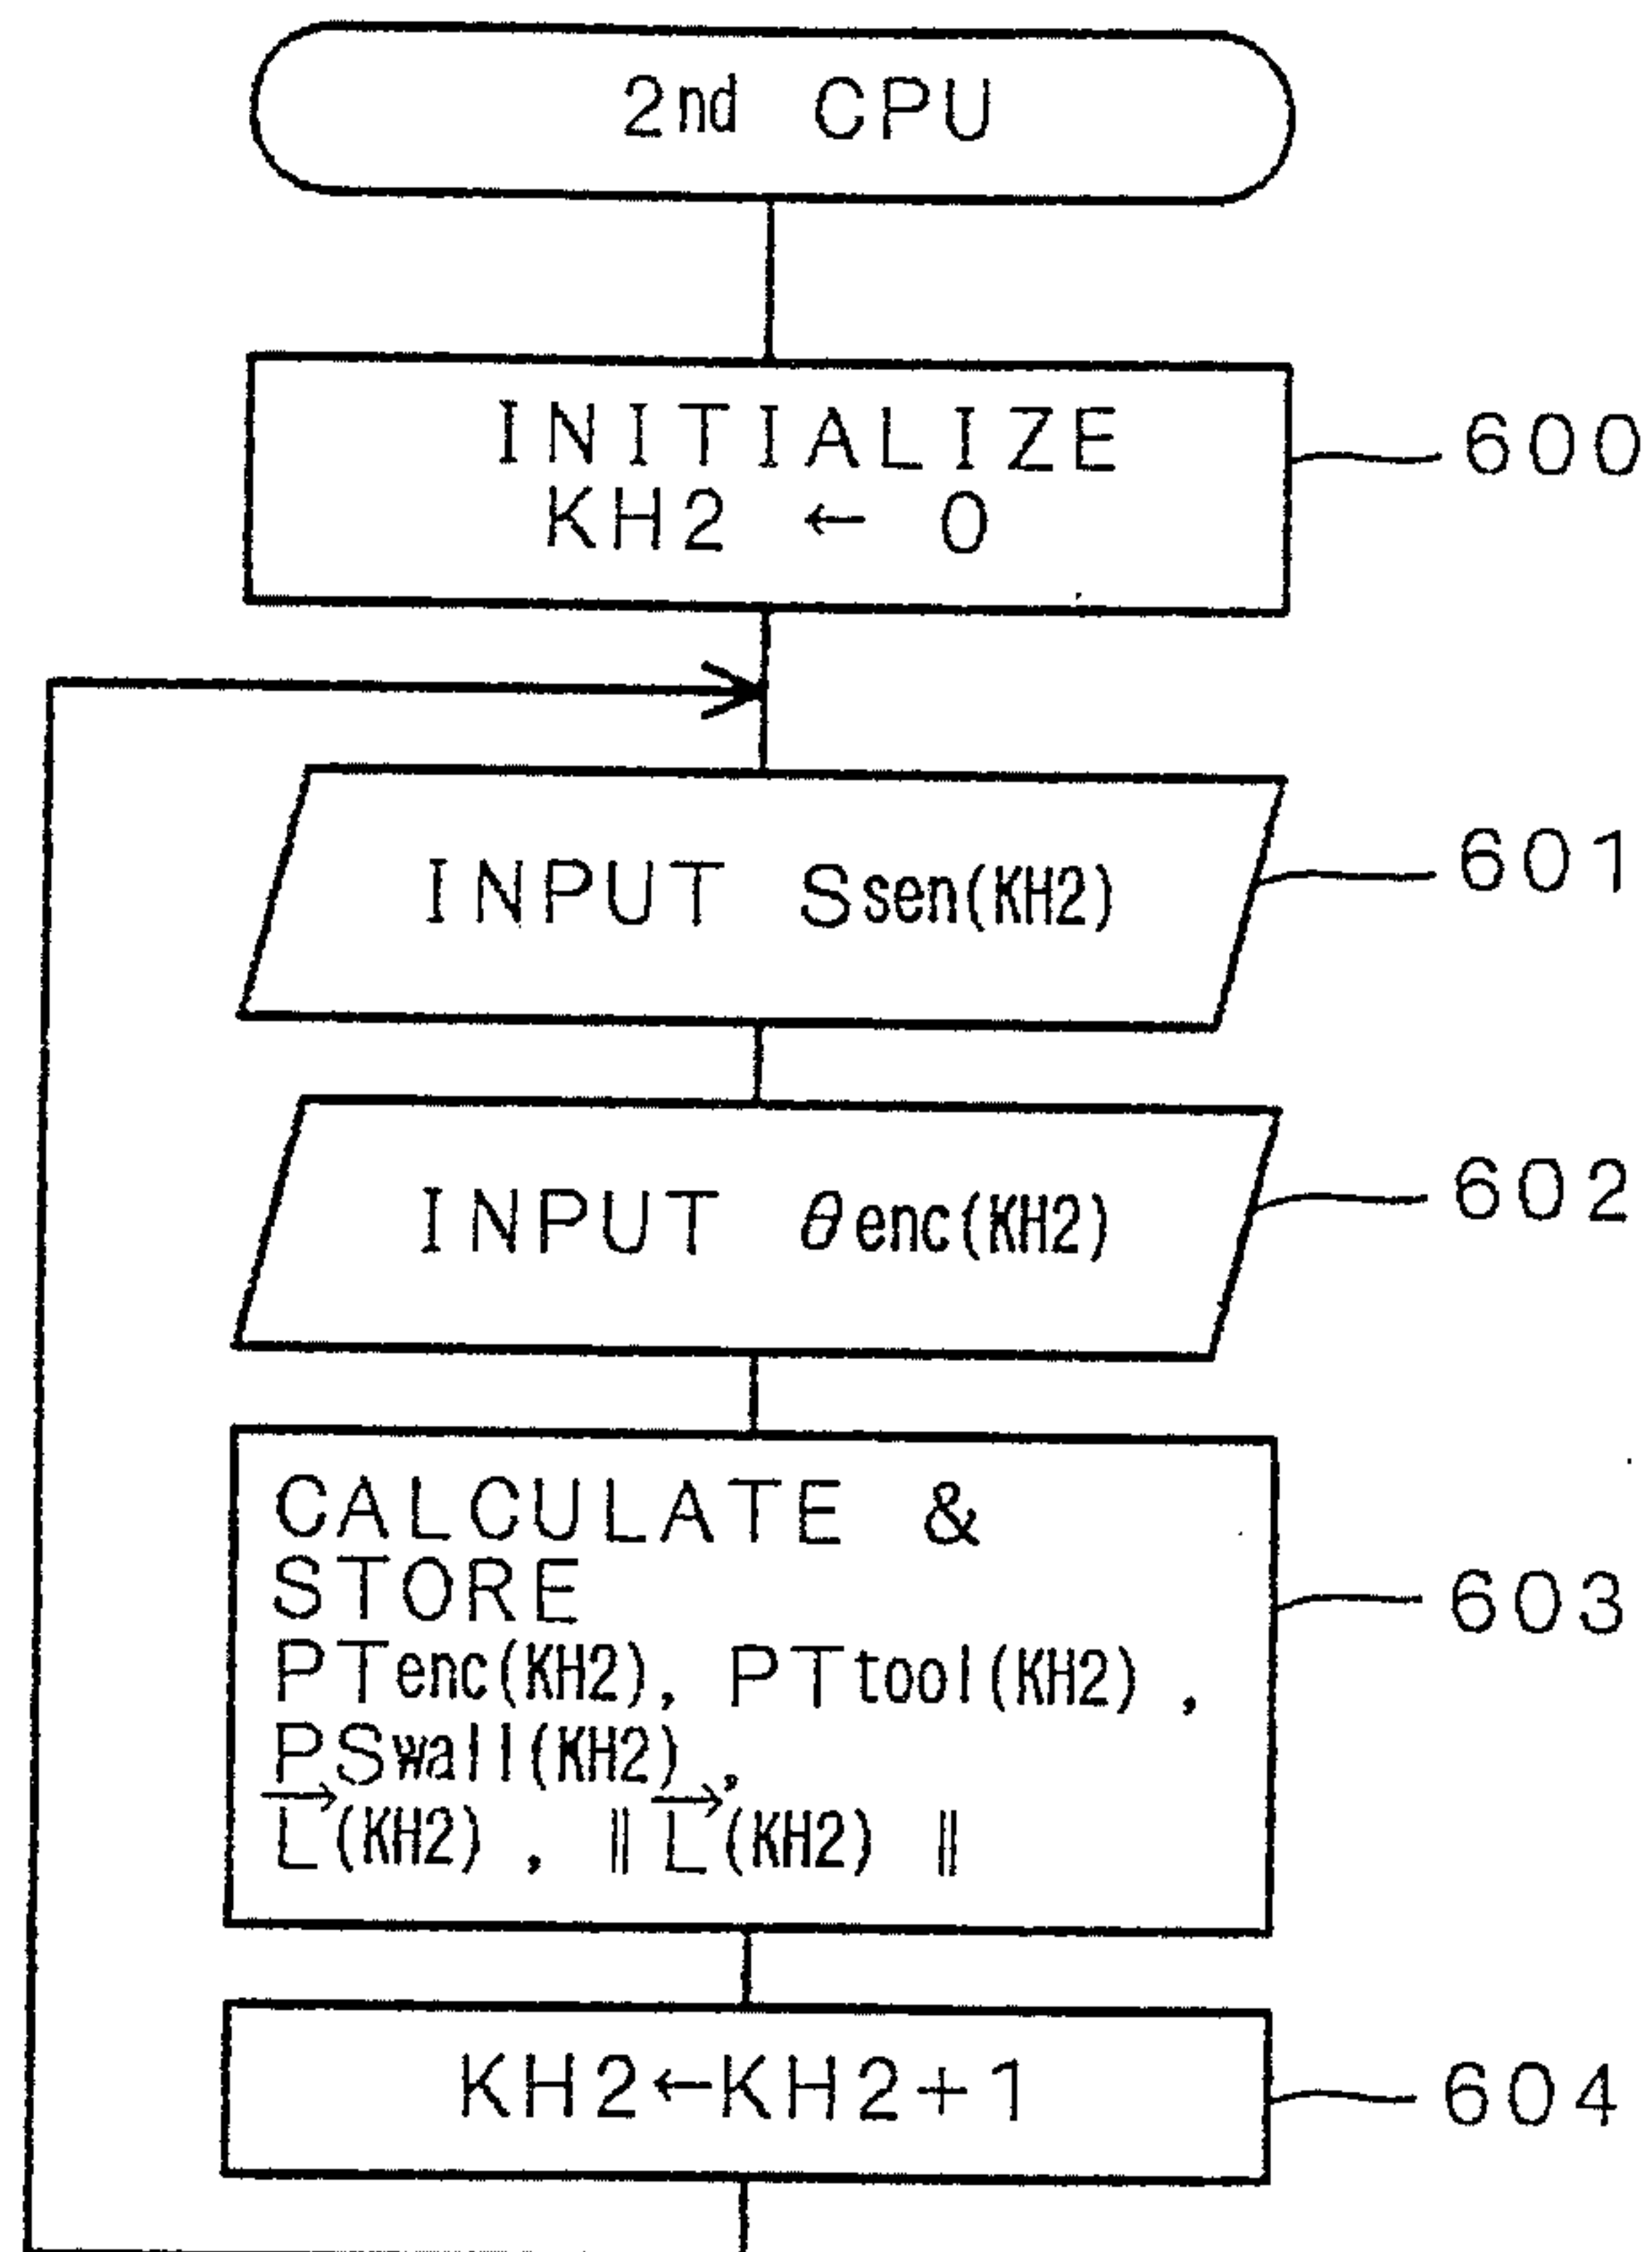 2nd CPU
INITIALIZE
KH2 ← 0
600
INPUT Ssen(KH2)
601
INPUT θenc(KH2)
602
CALCULATE &
STORE
PTenc(KH2), PTtool(KH2),
PSwall(KH2),
L⃗(KH2), ‖L⃗(KH2)‖
603
KH2←KH2+1
604